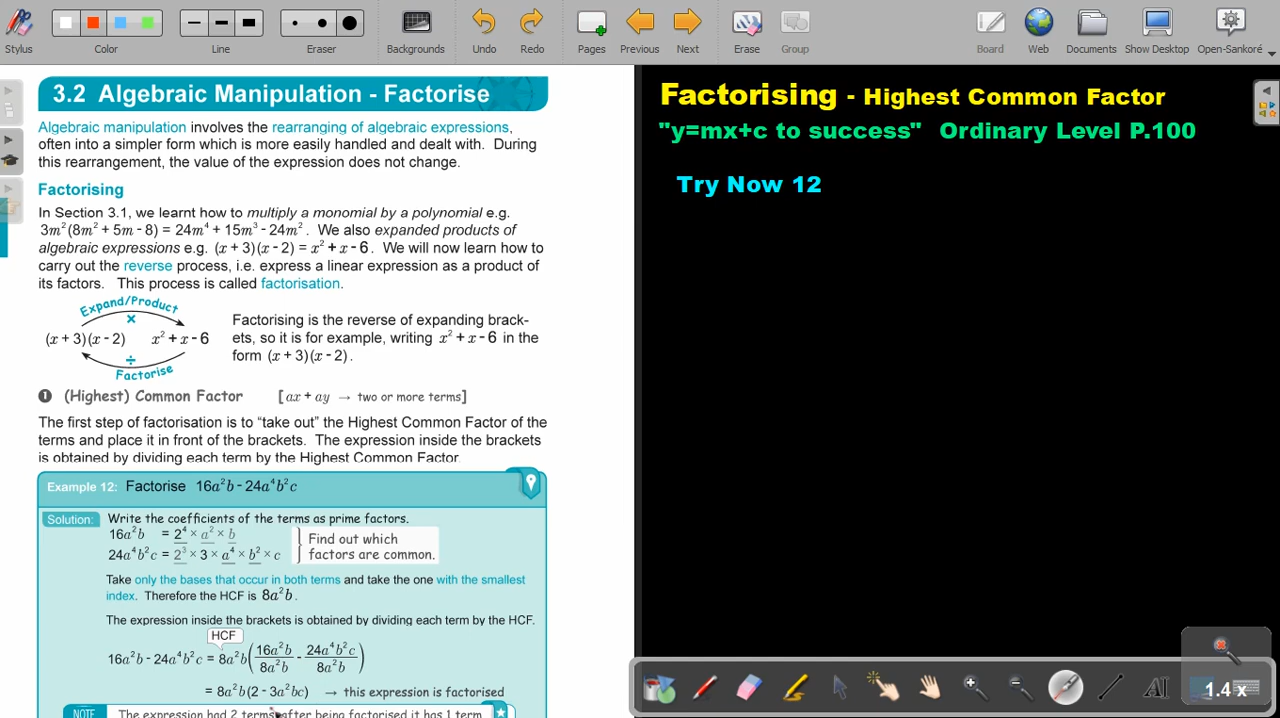 Stylus Color Line Eraser Backgrounds Undo Redo Pages Previous Next Erase Group Board Web Documents Show Desktop Open-Sankoré
3.2 Algebraic Manipulation - Factorise
Algebraic manipulation involves the rearranging of algebraic expressions,
often into a simpler form which is more easily handled and dealt with. During
this rearrangement, the value of the expression does not change.
Factorising
In Section 3.1, we learnt how to multiply a monomial by a polynomial e.g.
3m²(8m² + 5m - 8) = 24m⁴ + 15m³ - 24m². We also expanded products of
algebraic expressions e.g. (x + 3)(x - 2) = x² + x - 6. We will now learn how to
carry out the reverse process, i.e. express a linear expression as a product of
its factors. This process is called factorisation.
Expand/Product
×
(x + 3)(x - 2) x² + x - 6
÷
Factorise
Factorising is the reverse of expanding brack-
ets, so it is for example, writing x² + x - 6 in the
form (x + 3)(x - 2).
❶ (Highest) Common Factor [ax + ay → two or more terms]
The first step of factorisation is to “take out” the Highest Common Factor of the
terms and place it in front of the brackets. The expression inside the brackets
is obtained by dividing each term by the Highest Common Factor.
Example 12: Factorise 16a²b - 24a⁴b²c
Solution: Write the coefficients of the terms as prime factors.
16a²b = 2⁴ × a² × b
24a⁴b²c = 2³ × 3 × a⁴ × b² × c
Find out which
factors are common.
Take only the bases that occur in both terms and take the one with the smallest
index. Therefore the HCF is 8a²b.
The expression inside the brackets is obtained by dividing each term by the HCF.
HCF
16a²b - 24a⁴b²c = 8a²b(16a²b/8a²b - 24a⁴b²c/8a²b)
= 8a²b(2 - 3a²bc) → this expression is factorised
NOTE The expression had 2 terms after being factorised it has 1 term
Factorising - Highest Common Factor
"y=mx+c to success" Ordinary Level P.100
Try Now 12
1.4 x